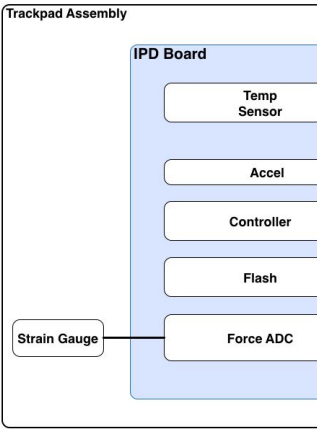 Trackpad Assembly
IPD Board
Temp
Sensor
Accel
Controller
Flash
Strain Gauge
Force ADC